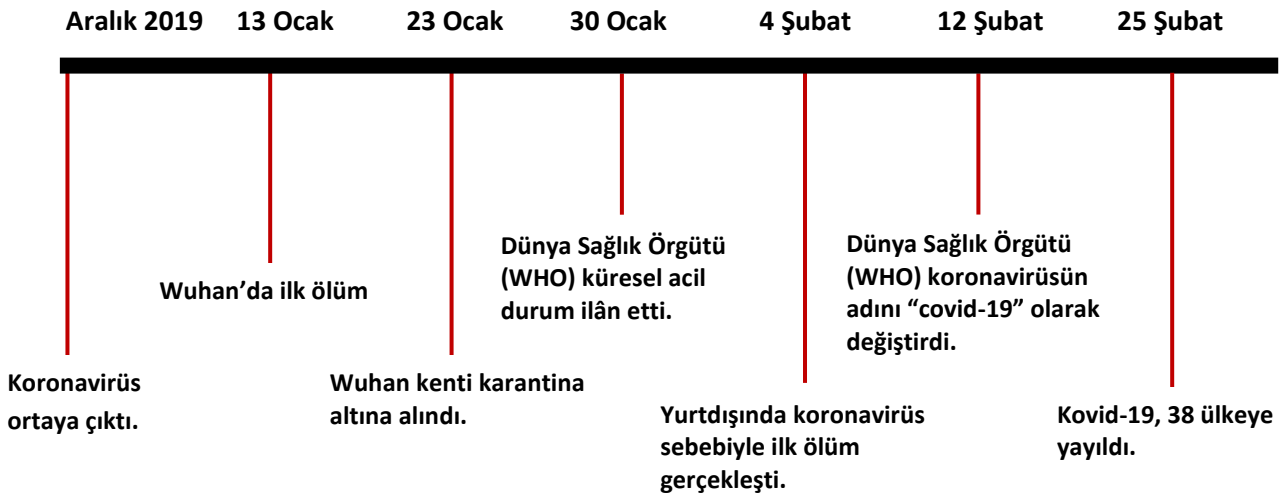 Aralık 2019 13 Ocak 23 Ocak 30 Ocak 4 Şubat 12 Şubat 25 Şubat
Koronavirüs
ortaya çıktı.
Wuhan’da ilk ölüm
Wuhan kenti karantina
altına alındı.
Dünya Sağlık Örgütü
(WHO) küresel acil
durum ilân etti.
Yurtdışında koronavirüs
sebebiyle ilk ölüm
gerçekleşti.
Dünya Sağlık Örgütü
(WHO) koronavirüsün
adını “covid-19” olarak
değiştirdi.
Kovid-19, 38 ülkeye
yayıldı.